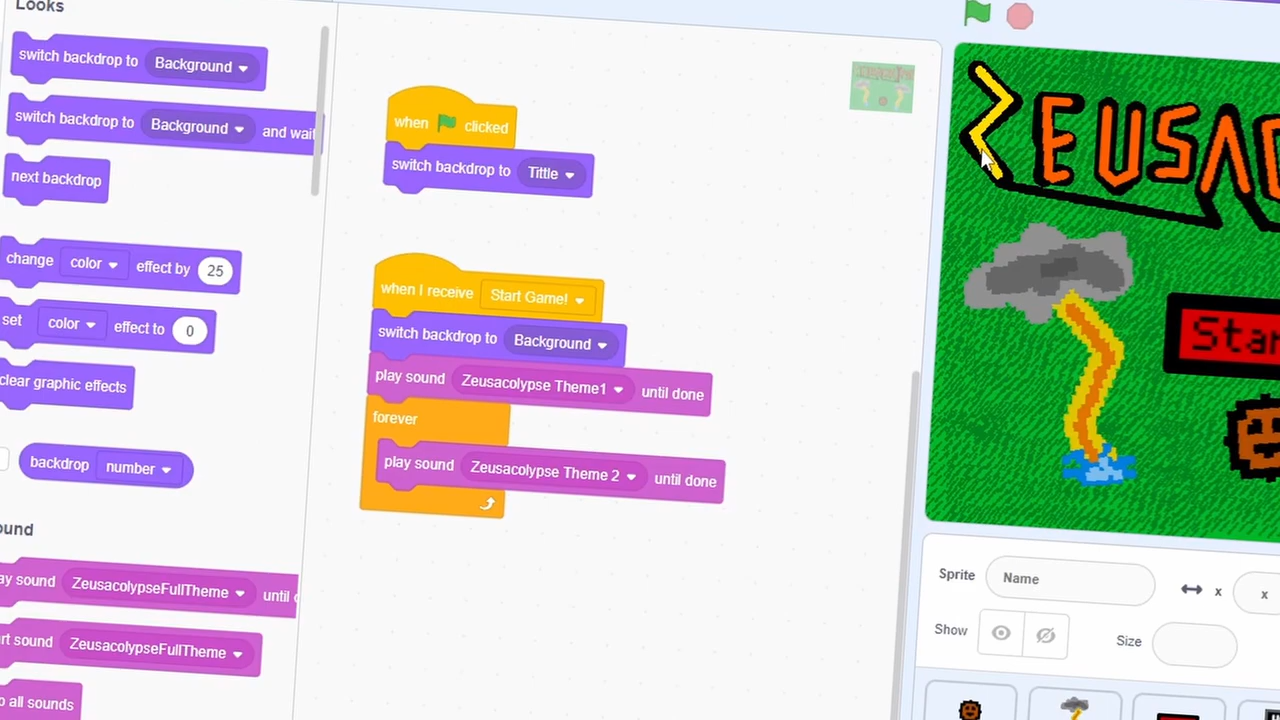 Looks
switch backdrop to Background
switch backdrop to Background and wait
next backdrop
change color effect by 25
set color effect to 0
clear graphic effects
backdrop number
ound
ay sound ZeusacolypseFullTheme until
rt sound ZeusacolypseFullTheme
p all sounds
when clicked
switch backdrop to Tittle
when I receive Start Game!
switch backdrop to Background
play sound Zeusacolypse Theme1 until done
forever
play sound Zeusacolypse Theme 2 until done
ZEUSAC
Star
Sprite Name x x
Show Size